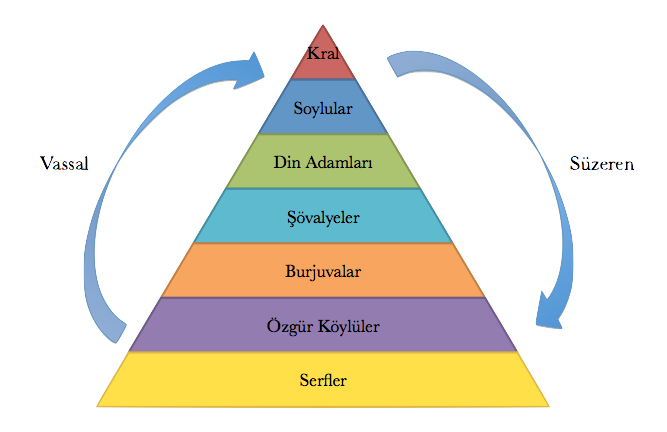 Kral
Soylular
Vassal
Din Adamları
Süzeren
Şövalyeler
Burjuvalar
Özgür Köylüler
Serfler